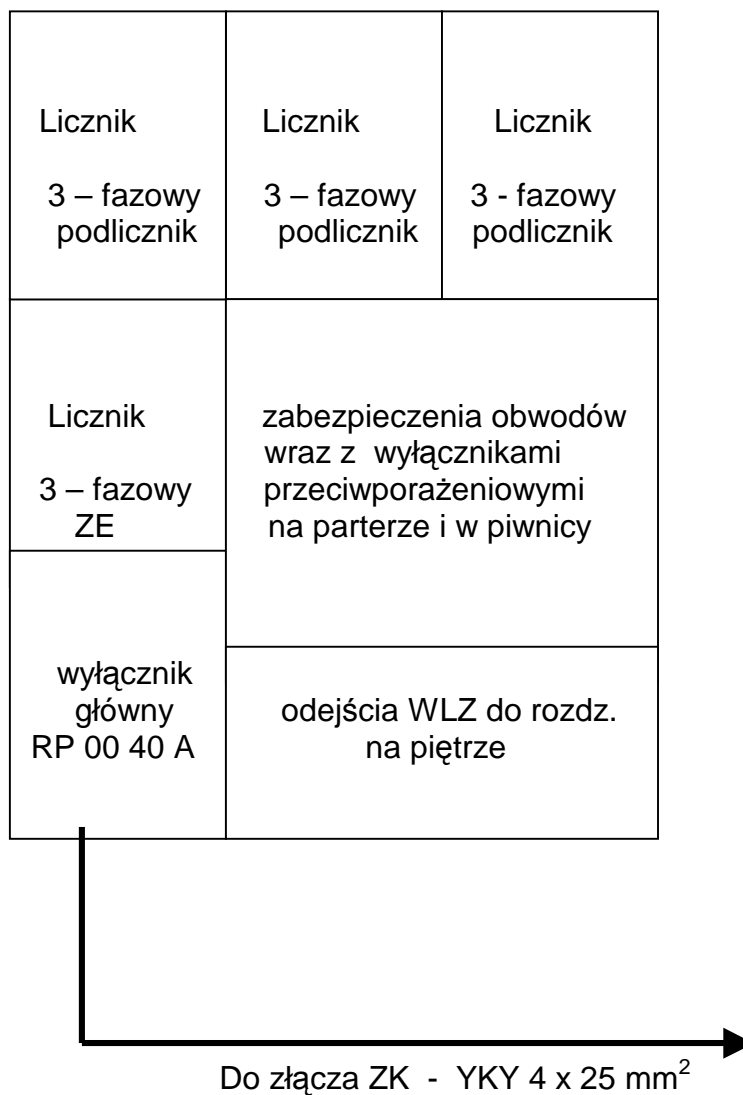 Licznik
3 – fazowy
podlicznik
Licznik
3 – fazowy
podlicznik
Licznik
3 - fazowy
podlicznik
Licznik
3 – fazowy
ZE
zabezpieczenia obwodów
wraz z wyłącznikami
przeciwporażeniowymi
na parterze i w piwnicy
wyłącznik
główny
RP 00 40 A
odejścia WLZ do rozdz.
na piętrze
Do złącza ZK - YKY 4 x 25 mm²